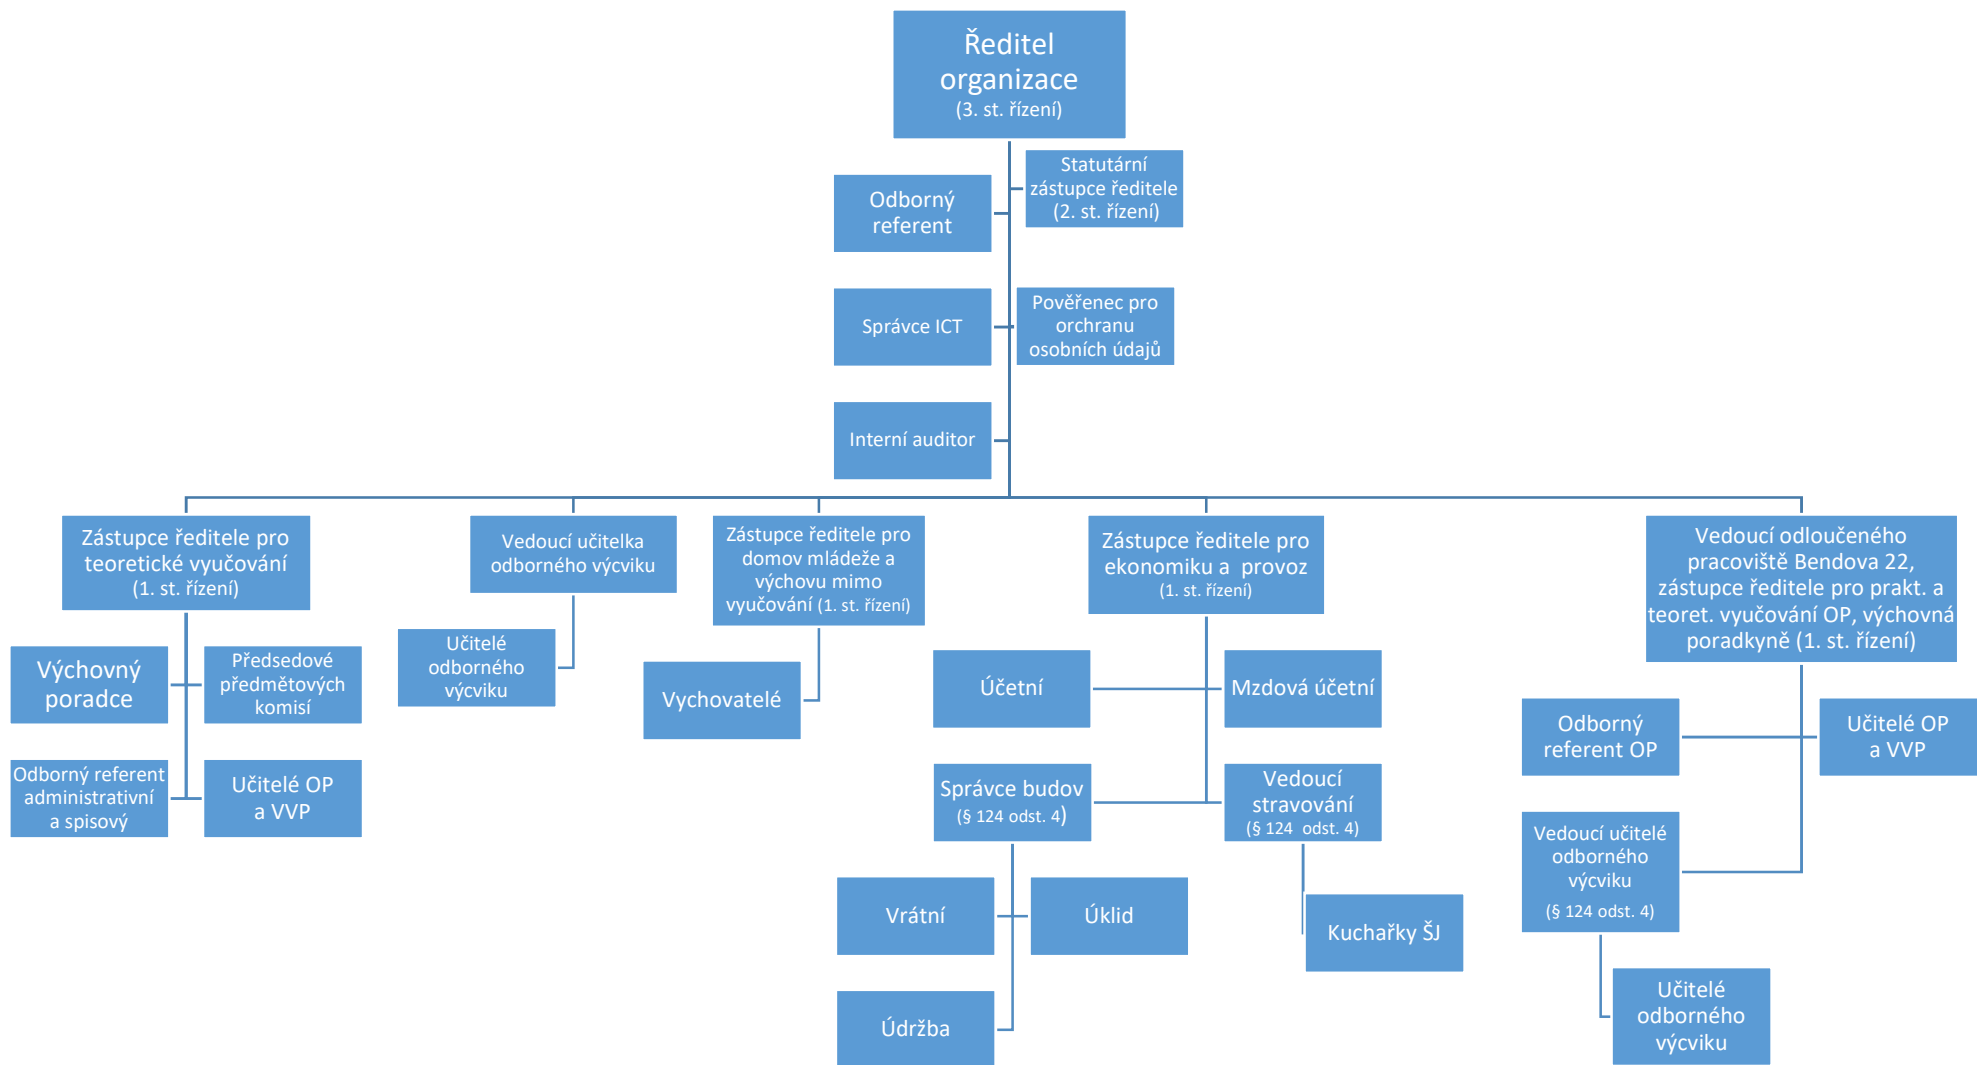 Ředitel
organizace
(3. st. řízení)
Statutární
zástupce ředitele
(2. st. řízení)
Odborný
referent
Správce ICT
Pověřenec pro
orchranu
osobních údajů
Interní auditor
Zástupce ředitele pro
teoretické vyučování
(1. st. řízení)
Vedoucí učitelka
odborného výcviku
Zástupce ředitele pro
domov mládeže a
výchovu mimo
vyučování (1. st. řízení)
Zástupce ředitele pro
ekonomiku a provoz
(1. st. řízení)
Vedoucí odloučeného
pracoviště Bendova 22,
zástupce ředitele pro prakt. a
teoret. vyučování OP, výchovná
poradkyně (1. st. řízení)
Výchovný
poradce
Předsedové
předmětových
komisí
Odborný referent
administrativní
a spisový
Učitelé OP
a VVP
Učitelé
odborného
výcviku
Vychovatelé
Účetní
Mzdová účetní
Správce budov
(§ 124 odst. 4)
Vedoucí
stravování
(§ 124 odst. 4)
Vrátní
Úklid
Údržba
Kuchařky ŠJ
Odborný
referent OP
Učitelé OP
a VVP
Vedoucí učitelé
odborného
výcviku
(§ 124 odst. 4)
Učitelé
odborného
výcviku